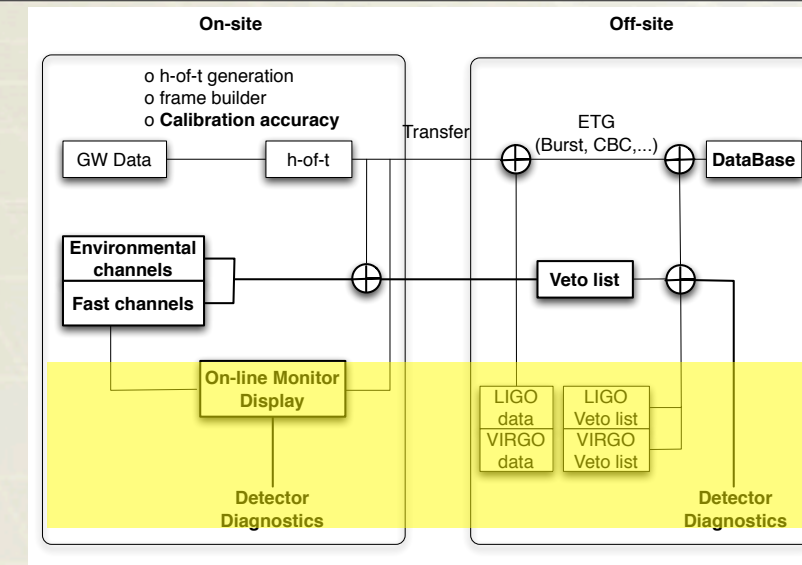 On-site
Off-site
o h-of-t generation
o frame builder
o Calibration accuracy
Transfer
ETG
(Burst, CBC,...)
GW Data
h-of-t
DataBase
Environmental
channels
Fast channels
Veto list
On-line Monitor
Display
LIGO
data
VIRGO
data
LIGO
Veto list
VIRGO
Veto list
Detector
Diagnostics
Detector
Diagnostics